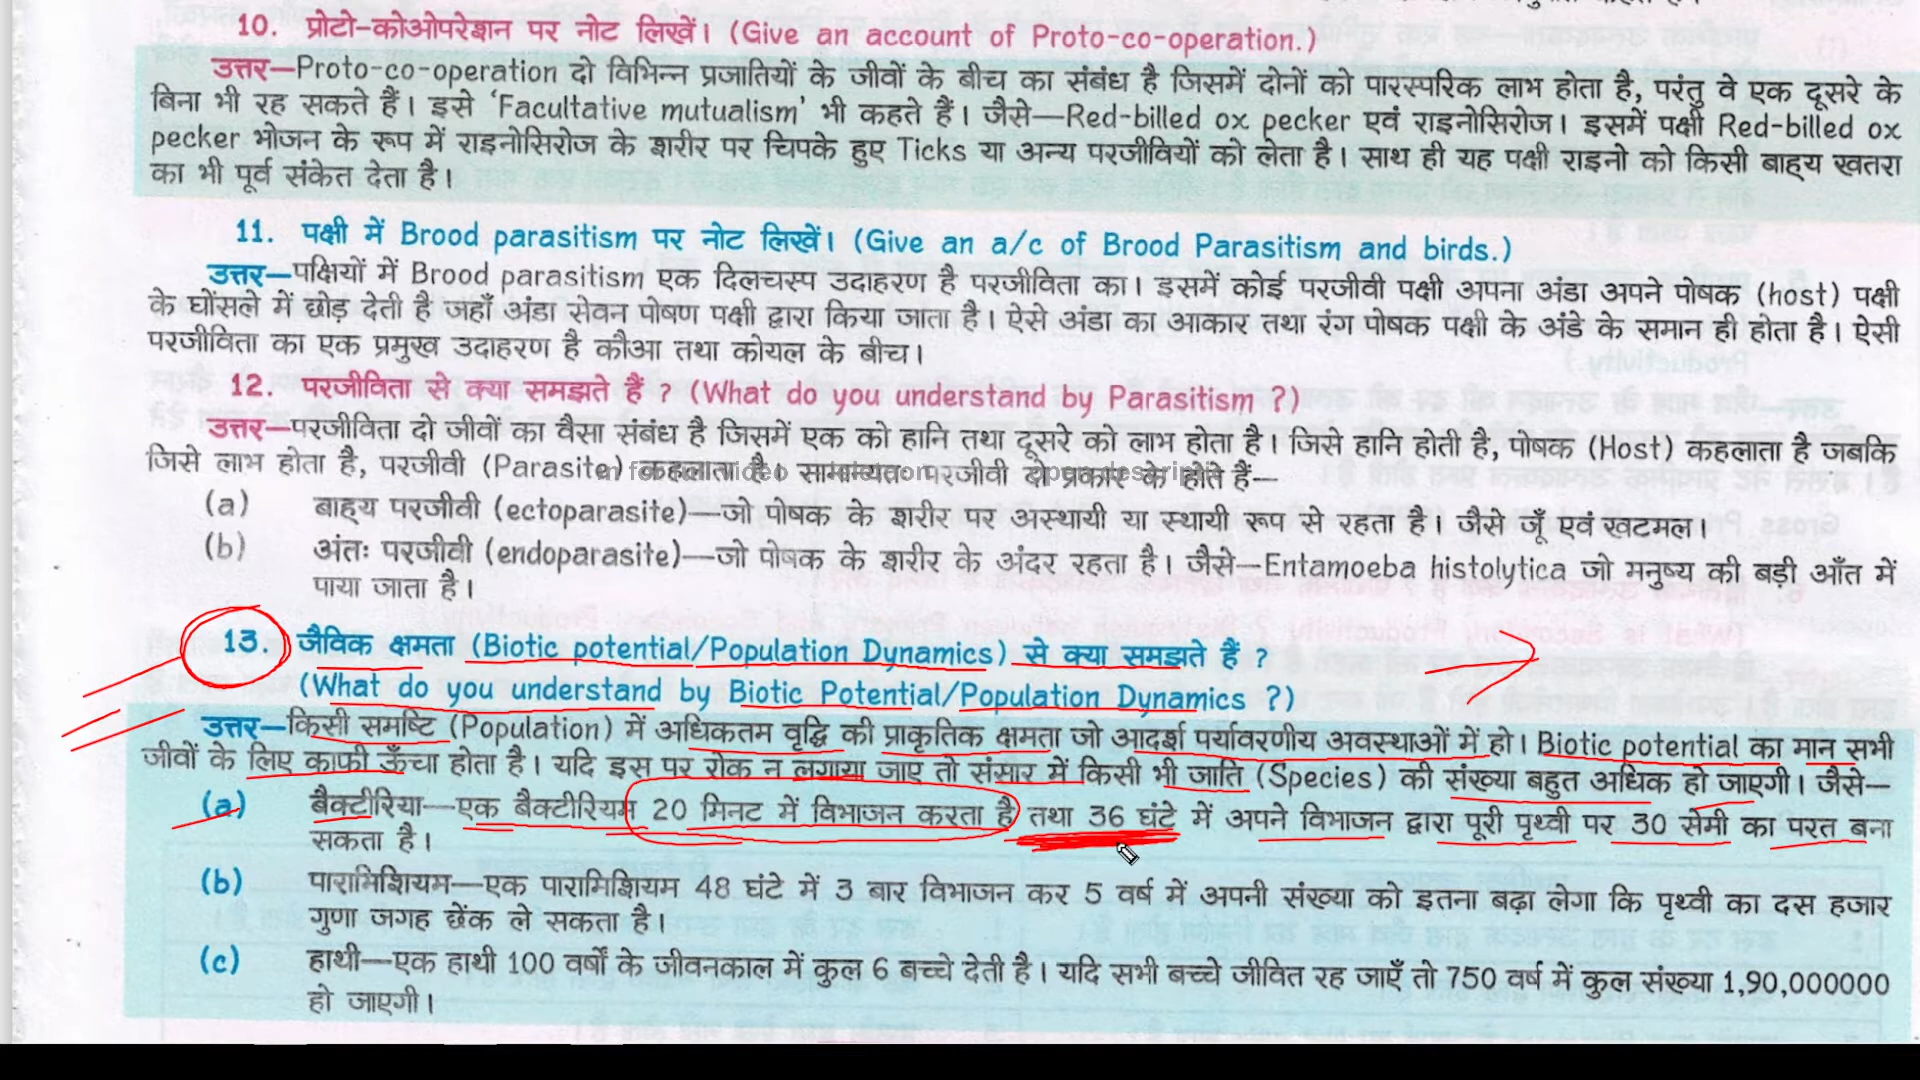 10. प्रोटो-कोओपरेशन पर नोट लिखें। (Give an account of Proto-co-operation.)
उत्तर—Proto-co-operation दो विभिन्न प्रजातियों के जीवों के बीच का संबंध है जिसमें दोनों को पारस्परिक लाभ होता है, परंतु वे एक दूसरे के
बिना भी रह सकते हैं। इसे ‘Facultative mutualism’ भी कहते हैं। जैसे—Red-billed ox pecker एवं राइनोसिरोज। इसमें पक्षी Red-billed ox
pecker भोजन के रूप में राइनोसिरोज के शरीर पर चिपके हुए Ticks या अन्य परजीवियों को लेता है। साथ ही यह पक्षी राइनो को किसी बाह्य खतरा
का भी पूर्व संकेत देता है।
11. पक्षी में Brood parasitism पर नोट लिखें। (Give an a/c of Brood Parasitism and birds.)
उत्तर—पक्षियों में Brood parasitism एक दिलचस्प उदाहरण है परजीविता का। इसमें कोई परजीवी पक्षी अपना अंडा अपने पोषक (host) पक्षी
के घोंसले में छोड़ देती है जहाँ अंडा सेवन पोषण पक्षी द्वारा किया जाता है। ऐसे अंडा का आकार तथा रंग पोषक पक्षी के अंडे के समान ही होता है। ऐसी
परजीविता का एक प्रमुख उदाहरण है कौआ तथा कोयल के बीच।
12. परजीविता से क्या समझते हैं ? (What do you understand by Parasitism ?)
उत्तर—परजीविता दो जीवों का वैसा संबंध है जिसमें एक को हानि तथा दूसरे को लाभ होता है। जिसे हानि होती है, पोषक (Host) कहलाता है जबकि
जिसे लाभ होता है, परजीवी (Parasite) कहलाता है। सामान्यतः परजीवी दो प्रकार के होते हैं—
(a) बाह्य परजीवी (ectoparasite)—जो पोषक के शरीर पर अस्थायी या स्थायी रूप से रहता है। जैसे जूँ एवं खटमल।
(b) अंतः परजीवी (endoparasite)—जो पोषक के शरीर के अंदर रहता है। जैसे—Entamoeba histolytica जो मनुष्य की बड़ी आँत में
पाया जाता है।
13. जैविक क्षमता (Biotic potential/Population Dynamics) से क्या समझते हैं ?
(What do you understand by Biotic Potential/Population Dynamics ?)
उत्तर—किसी समष्टि (Population) में अधिकतम वृद्धि की प्राकृतिक क्षमता जो आदर्श पर्यावरणीय अवस्थाओं में हो। Biotic potential का मान सभी
जीवों के लिए काफी ऊँचा होता है। यदि इस पर रोक न लगाया जाए तो संसार में किसी भी जाति (Species) की संख्या बहुत अधिक हो जाएगी। जैसे—
(a) बैक्टीरिया—एक बैक्टीरियम 20 मिनट में विभाजन करता है तथा 36 घंटे में अपने विभाजन द्वारा पूरी पृथ्वी पर 30 सेमी का परत बना
सकता है।
(b) पारामिशियम—एक पारामिशियम 48 घंटे में 3 बार विभाजन कर 5 वर्ष में अपनी संख्या को इतना बढ़ा लेगा कि पृथ्वी का दस हजार
गुणा जगह छेंक ले सकता है।
(c) हाथी—एक हाथी 100 वर्षों के जीवनकाल में कुल 6 बच्चे देती है। यदि सभी बच्चे जीवित रह जाएँ तो 750 वर्ष में कुल संख्या 1,90,000000
हो जाएगी।